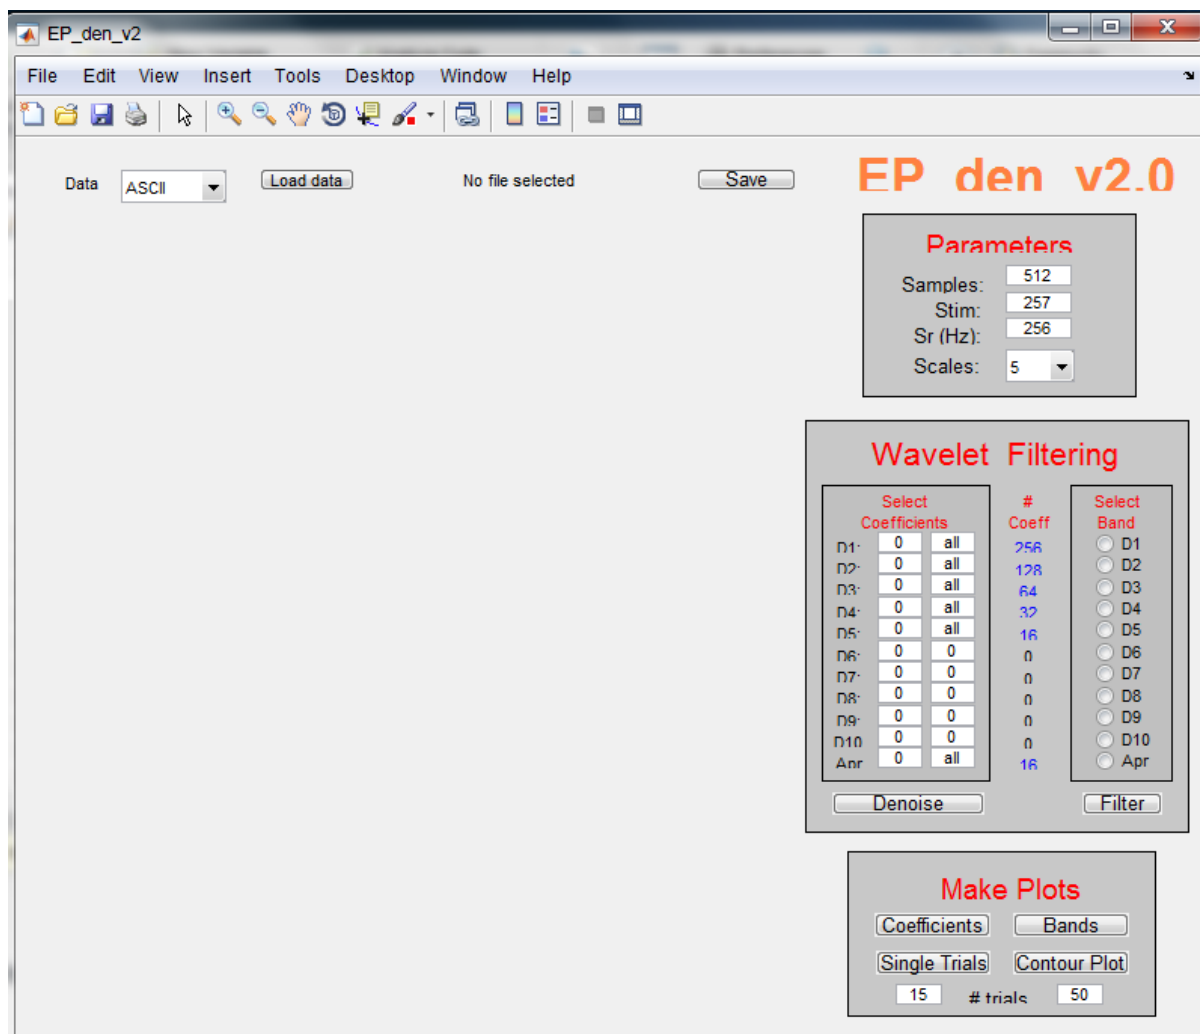 EP_den_v2
File Edit View Insert Tools Desktop Window Help
Data ASCII Load data No file selected Save EP den v2.0
Parameters
Samples: 512
Stim: 257
Sr (Hz): 256
Scales: 5
Wavelet Filtering
Select # Select
Coefficients Coeff Band
D1: 0 all 256 D1
D2: 0 all 128 D2
D3: 0 all 64 D3
D4: 0 all 32 D4
D5: 0 all 16 D5
D6: 0 0 0 D6
D7: 0 0 0 D7
D8: 0 0 0 D8
D9: 0 0 0 D9
D10 0 0 0 D10
Apr 0 all 16 Apr
Denoise Filter
Make Plots
Coefficients Bands
Single Trials Contour Plot
15 # trials 50